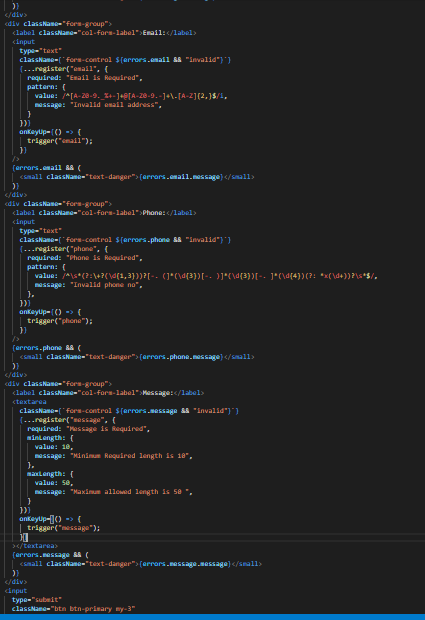 )}
</div>
<div className="form-group">
<label className="col-form-label">Email:</label>
<input
type="text"
className={`form-control ${errors.email && "invalid"}`}
{...register("email", {
required: "Email is Required",
pattern: {
value: /^[A-Z0-9._%+-]+@[A-Z0-9.-]+\.[A-Z]{2,}$/i,
message: "Invalid email address",
}
})}
onKeyUp={() => {
trigger("email");
}}
/>
{errors.email && (
<small className="text-danger">{errors.email.message}</small>
)}
</div>
<div className="form-group">
<label className="col-form-label">Phone:</label>
<input
type="text"
className={`form-control ${errors.phone && "invalid"}`}
{...register("phone", {
required: "Phone is Required",
pattern: {
value: /^\s*(?:\+?(\d{1,3}))?[-. (]*(\d{3})[-. )]*(\d{3})[-. ]*(\d{4})(?: *x(\d+))?\s*$/,
message: "Invalid phone no",
},
})}
onKeyUp={() => {
trigger("phone");
}}
/>
{errors.phone && (
<small className="text-danger">{errors.phone.message}</small>
)}
</div>
<div className="form-group">
<label className="col-form-label">Message:</label>
<textarea
className={`form-control ${errors.message && "invalid"}`}
{...register("message", {
required: "Message is Required",
minLength: {
value: 10,
message: "Minimum Required length is 10",
},
maxLength: {
value: 50,
message: "Maximum allowed length is 50 ",
}
})}
onKeyUp={() => {
trigger("message");
}}
></textarea>
{errors.message && (
<small className="text-danger">{errors.message.message}</small>
)}
</div>
<input
type="submit"
className="btn btn-primary my-3"